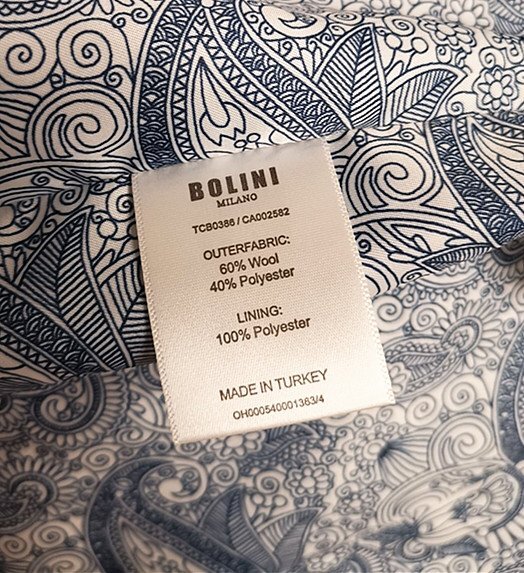 BOLINI
MILANO
TCB0386 / CA002582
OUTERFABRIC:
60% Wool
40% Polyester
LINING:
100% Polyester
MADE IN TURKEY
OH000540001363/4